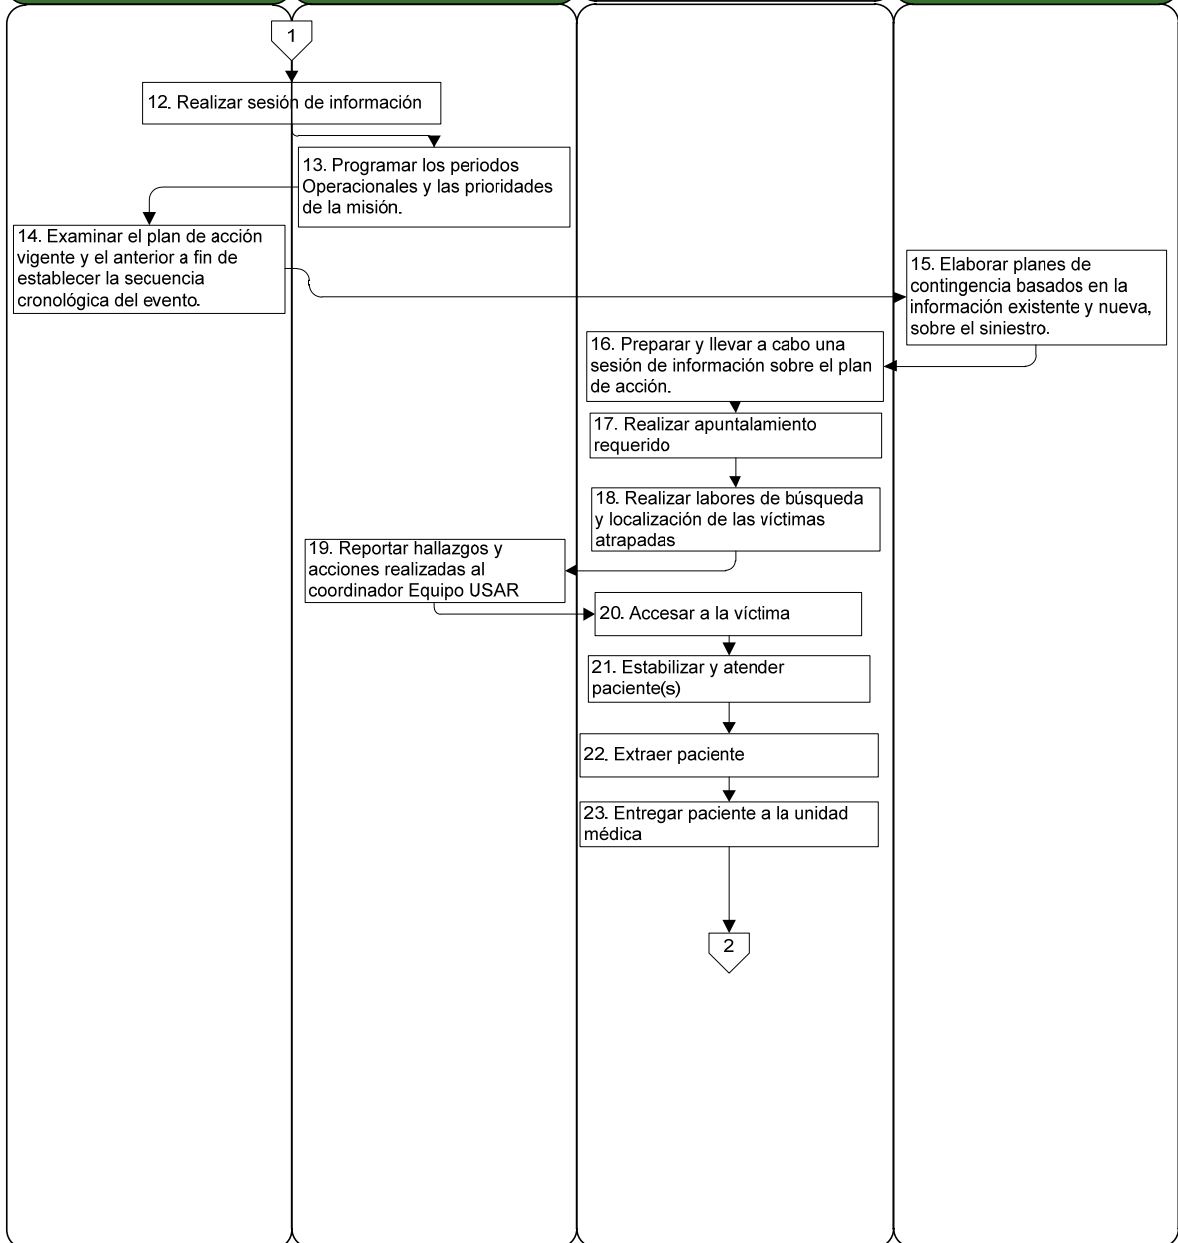 1
12. Realizar sesión de información
13. Programar los periodos
Operacionales y las prioridades
de la misión.
14. Examinar el plan de acción
vigente y el anterior a fin de
establecer la secuencia
cronológica del evento.
15. Elaborar planes de
contingencia basados en la
información existente y nueva,
sobre el siniestro.
16. Preparar y llevar a cabo una
sesión de información sobre el plan
de acción.
17. Realizar apuntalamiento
requerido
18. Realizar labores de búsqueda
y localización de las víctimas
atrapadas
19. Reportar hallazgos y
acciones realizadas al
coordinador Equipo USAR
20. Accesar a la víctima
21. Estabilizar y atender
paciente(s)
22. Extraer paciente
23. Entregar paciente a la unidad
médica
2